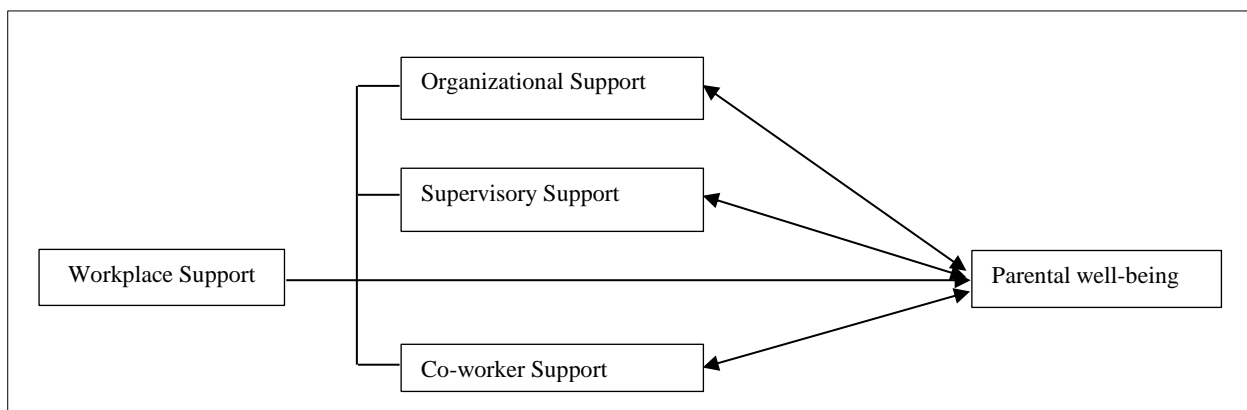 Organizational Support
Supervisory Support
Workplace Support
Parental well-being
Co-worker Support